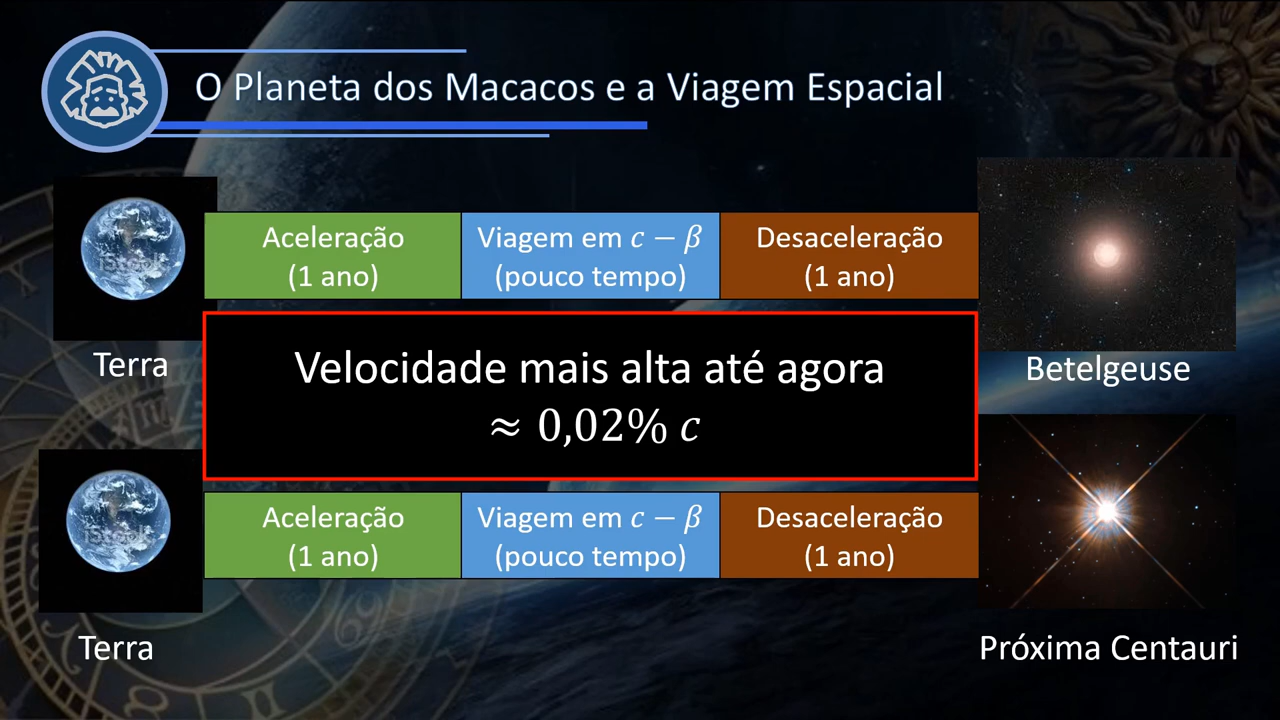 O Planeta dos Macacos e a Viagem Espacial
Aceleração
(1 ano)
Viagem em c − β
(pouco tempo)
Desaceleração
(1 ano)
Terra
Betelgeuse
Velocidade mais alta até agora
≈ 0,02% c
Aceleração
(1 ano)
Viagem em c − β
(pouco tempo)
Desaceleração
(1 ano)
Terra
Próxima Centauri